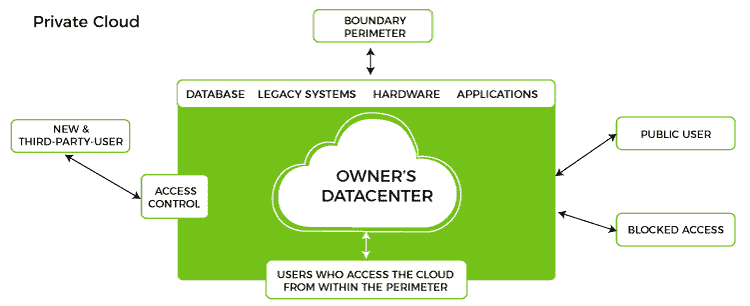 Private Cloud
BOUNDARY
PERIMETER
DATABASE LEGACY SYSTEMS HARDWARE APPLICATIONS
NEW &
THIRD-PARTY-USER
PUBLIC USER
OWNER'S
DATACENTER
ACCESS
CONTROL
BLOCKED ACCESS
USERS WHO ACCESS THE CLOUD
FROM WITHIN THE PERIMETER